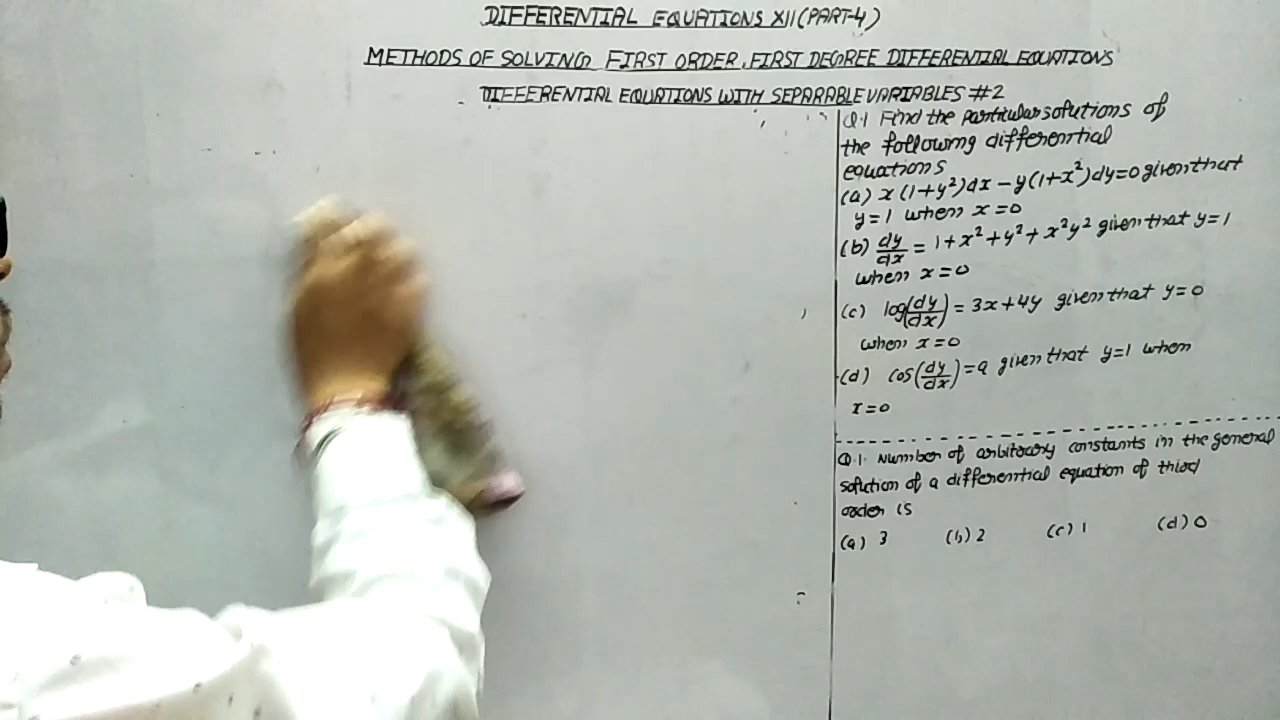 DIFFERENTIAL EQUATIONS XII (PART-4)
METHODS OF SOLVING FIRST ORDER, FIRST DEGREE DIFFERENTIAL EQUATIONS
DIFFERENTIAL EQUATIONS WITH SEPARABLE VARIABLES #2
Q.1 Find the particular solutions of
the following differential
equations
(a) x(1+y²)dx - y(1+x²)dy=0 given that
y=1 when x=0
(b) dy/dx = 1+x²+y²+x²y² given that y=1
when x=0
(c) log(dy/dx) = 3x+4y given that y=0
when x=0
(d) cos(dy/dx)=a given that y=1 when
x=0
Q.1. Number of arbitrary constants in the general
solution of a differential equation of third
order is
(a) 3 (b) 2 (c) 1 (d) 0